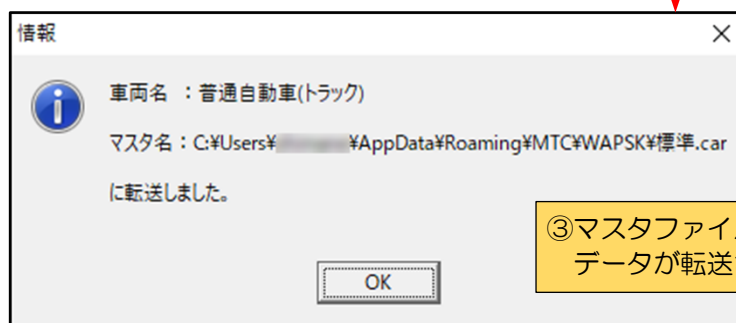 情報
車両名 ：普通自動車(トラック)
マスタ名：C:¥Users¥ ¥AppData¥Roaming¥MTC¥WAPSK¥標準.car
に転送しました。
③マスタファイ
データが転送
OK